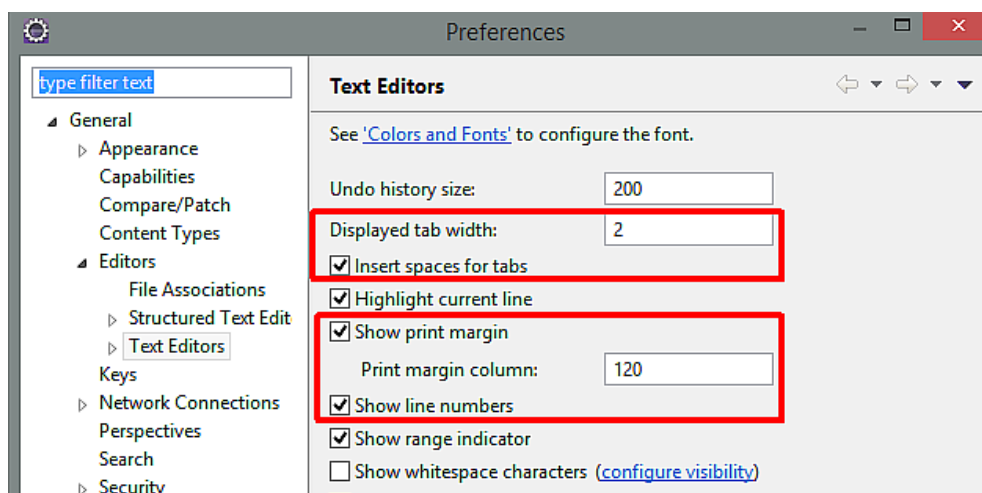 Preferences
type filter text
General
Appearance
Capabilities
Compare/Patch
Content Types
Editors
File Associations
Structured Text Edit
Text Editors
Keys
Network Connections
Perspectives
Search
Security
Text Editors
See 'Colors and Fonts' to configure the font.
Undo history size: 200
Displayed tab width: 2
Insert spaces for tabs
Highlight current line
Show print margin
Print margin column: 120
Show line numbers
Show range indicator
Show whitespace characters (configure visibility)